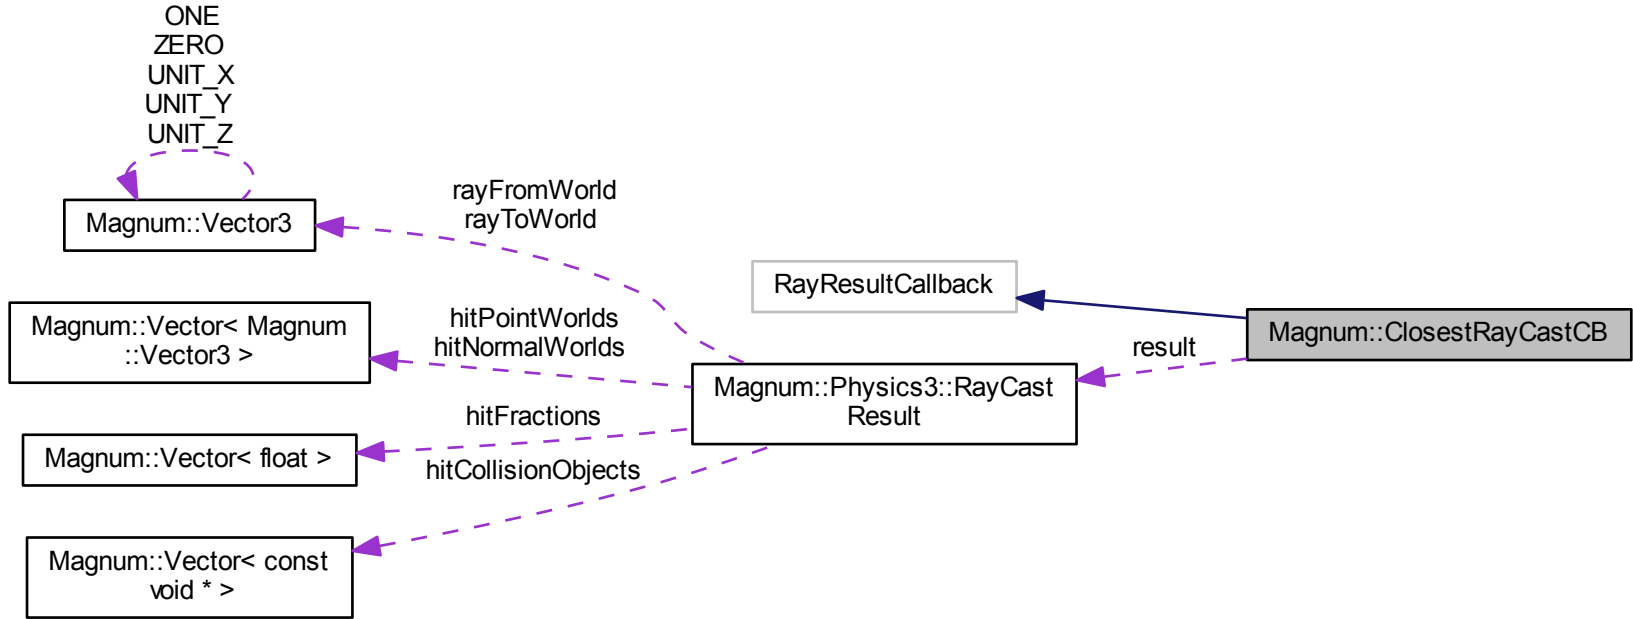 ONE
ZERO
UNIT_X
UNIT_Y
UNIT_Z
Magnum::Vector3
rayFromWorld
rayToWorld
RayResultCallback
Magnum::Vector< Magnum
::Vector3 >
hitPointWorlds
hitNormalWorlds
Magnum::ClosestRayCastCB
result
Magnum::Physics3::RayCast
Result
hitFractions
Magnum::Vector< float >
hitCollisionObjects
Magnum::Vector< const
void * >